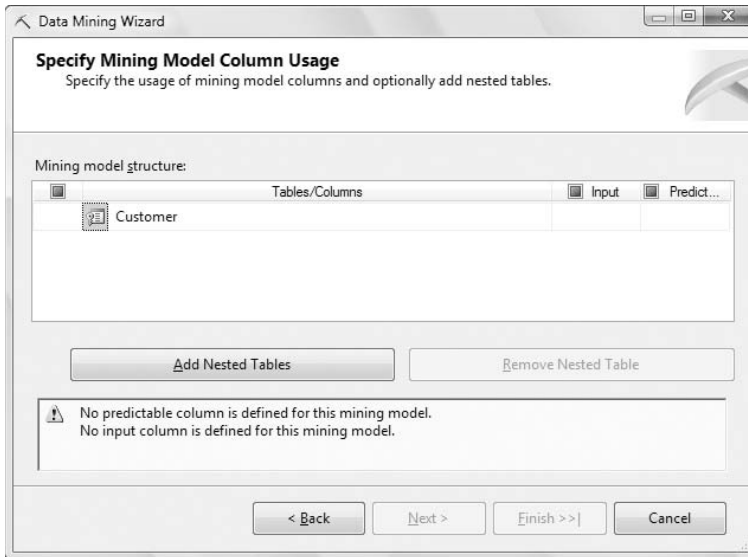 Data Mining Wizard
Specify Mining Model Column Usage
Specify the usage of mining model columns and optionally add nested tables.
Mining model structure:
Tables/Columns Input Predict...
Customer
Add Nested Tables Remove Nested Table
No predictable column is defined for this mining model.
No input column is defined for this mining model.
< Back Next > Finish >>| Cancel